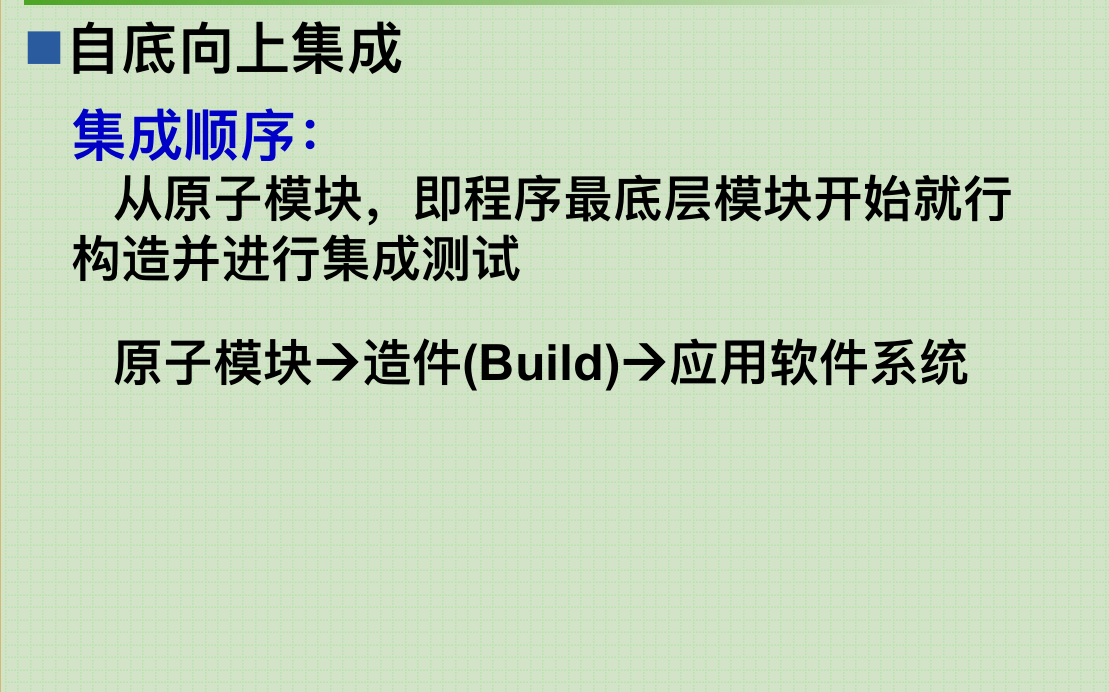 自底向上集成
集成顺序：
从原子模块，即程序最底层模块开始就行
构造并进行集成测试
原子模块→造件(Build)→应用软件系统